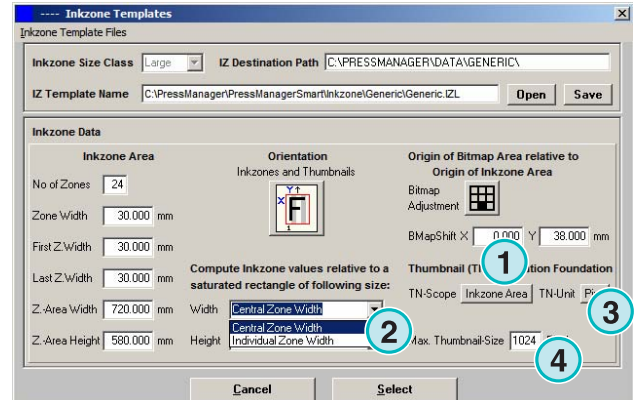 ---- Inkzone Templates
Inkzone Template Files
Inkzone Size Class Large IZ Destination Path C:\PRESSMANAGER\DATA\GENERIC\
IZ Template Name C:\PressManager\PressManagerSmart\Inkzone\Generic\Generic.IZL Open Save
Inkzone Data
Inkzone Area
No of Zones 24
Zone Width 30.000 mm
First Z.Width 30.000 mm
Last Z.Width 30.000 mm
Z.-Area Width 720.000 mm
Z.-Area Height 580.000 mm
Orientation
Inkzones and Thumbnails
X Y F 1
Compute Inkzone values relative to a
saturated rectangle of following size:
Width Central Zone Width
Central Zone Width
Height Individual Zone Width
2
Origin of Bitmap Area relative to
Origin of Inkzone Area
Bitmap
Adjustment
BMapShift X 0.000 Y 38.000 mm
1
Thumbnail (T ation Foundation
TN-Scope Inkzone Area TN-Unit
3
Max. Thumbnail-Size 1024
4
Cancel Select